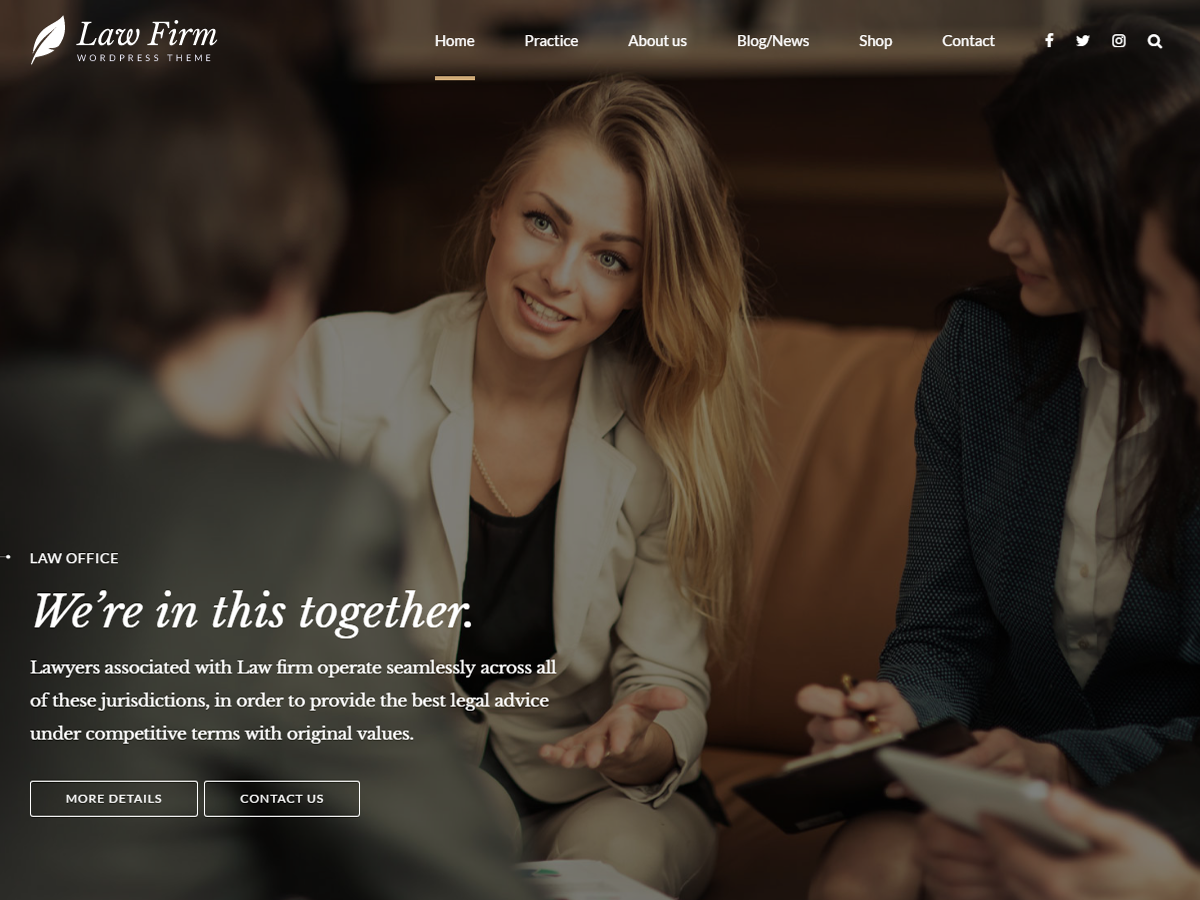 Law Firm
WORDPRESS THEME
Home Practice About us Blog/News Shop Contact
LAW OFFICE
We’re in this together.
Lawyers associated with Law firm operate seamlessly across all
of these jurisdictions, in order to provide the best legal advice
under competitive terms with original values.
MORE DETAILS CONTACT US